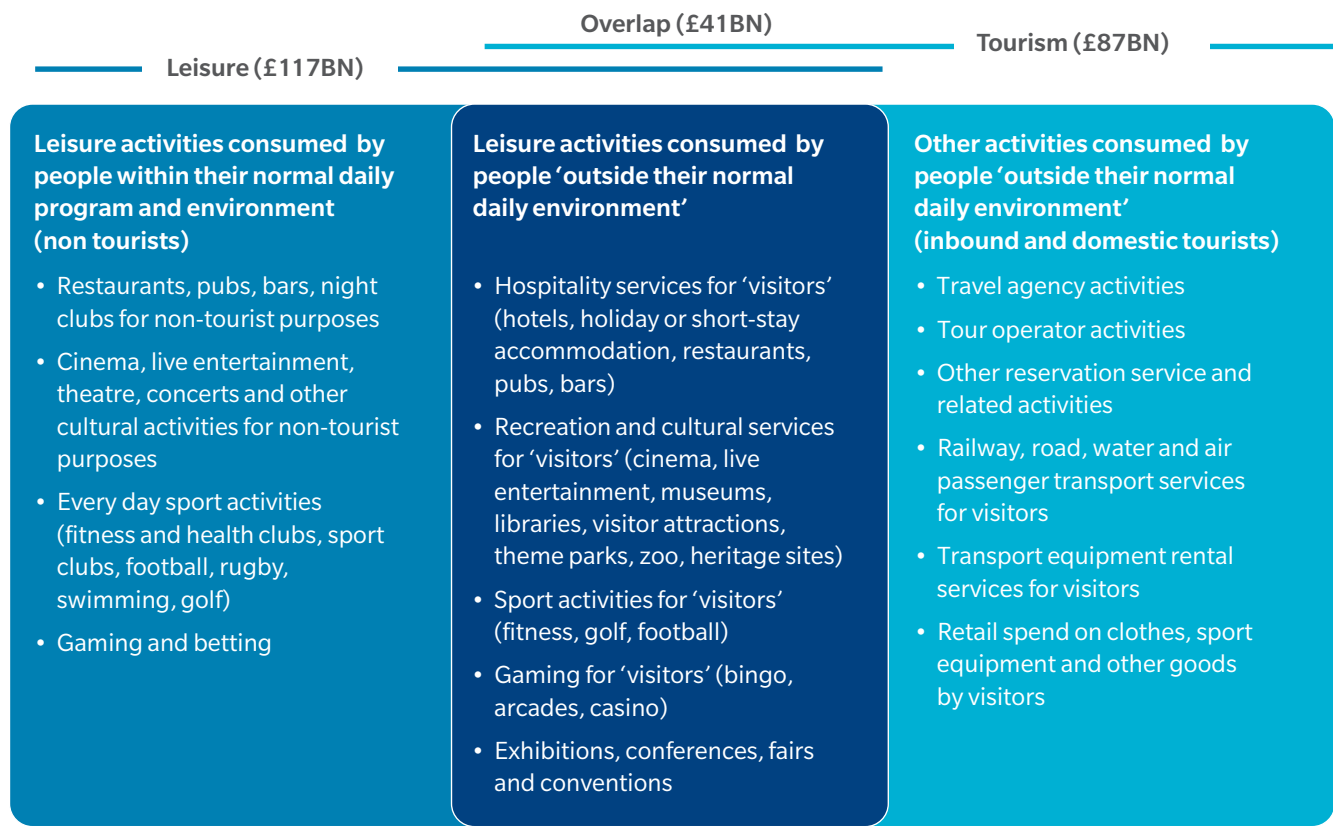 Overlap (£41BN)
Tourism (£87BN)
Leisure (£117BN)
Leisure activities consumed by
people within their normal daily
program and environment
(non tourists)
• Restaurants, pubs, bars, night
clubs for non-tourist purposes
• Cinema, live entertainment,
theatre, concerts and other
cultural activities for non-tourist
purposes
• Every day sport activities
(fitness and health clubs, sport
clubs, football, rugby,
swimming, golf)
• Gaming and betting
Leisure activities consumed by
people ‘outside their normal
daily environment’
• Hospitality services for ‘visitors’
(hotels, holiday or short-stay
accommodation, restaurants,
pubs, bars)
• Recreation and cultural services
for ‘visitors’ (cinema, live
entertainment, museums,
libraries, visitor attractions,
theme parks, zoo, heritage sites)
• Sport activities for ‘visitors’
(fitness, golf, football)
• Gaming for ‘visitors’ (bingo,
arcades, casino)
• Exhibitions, conferences, fairs
and conventions
Other activities consumed by
people ‘outside their normal
daily environment’
(inbound and domestic tourists)
• Travel agency activities
• Tour operator activities
• Other reservation service and
related activities
• Railway, road, water and air
passenger transport services
for visitors
• Transport equipment rental
services for visitors
• Retail spend on clothes, sport
equipment and other goods
by visitors